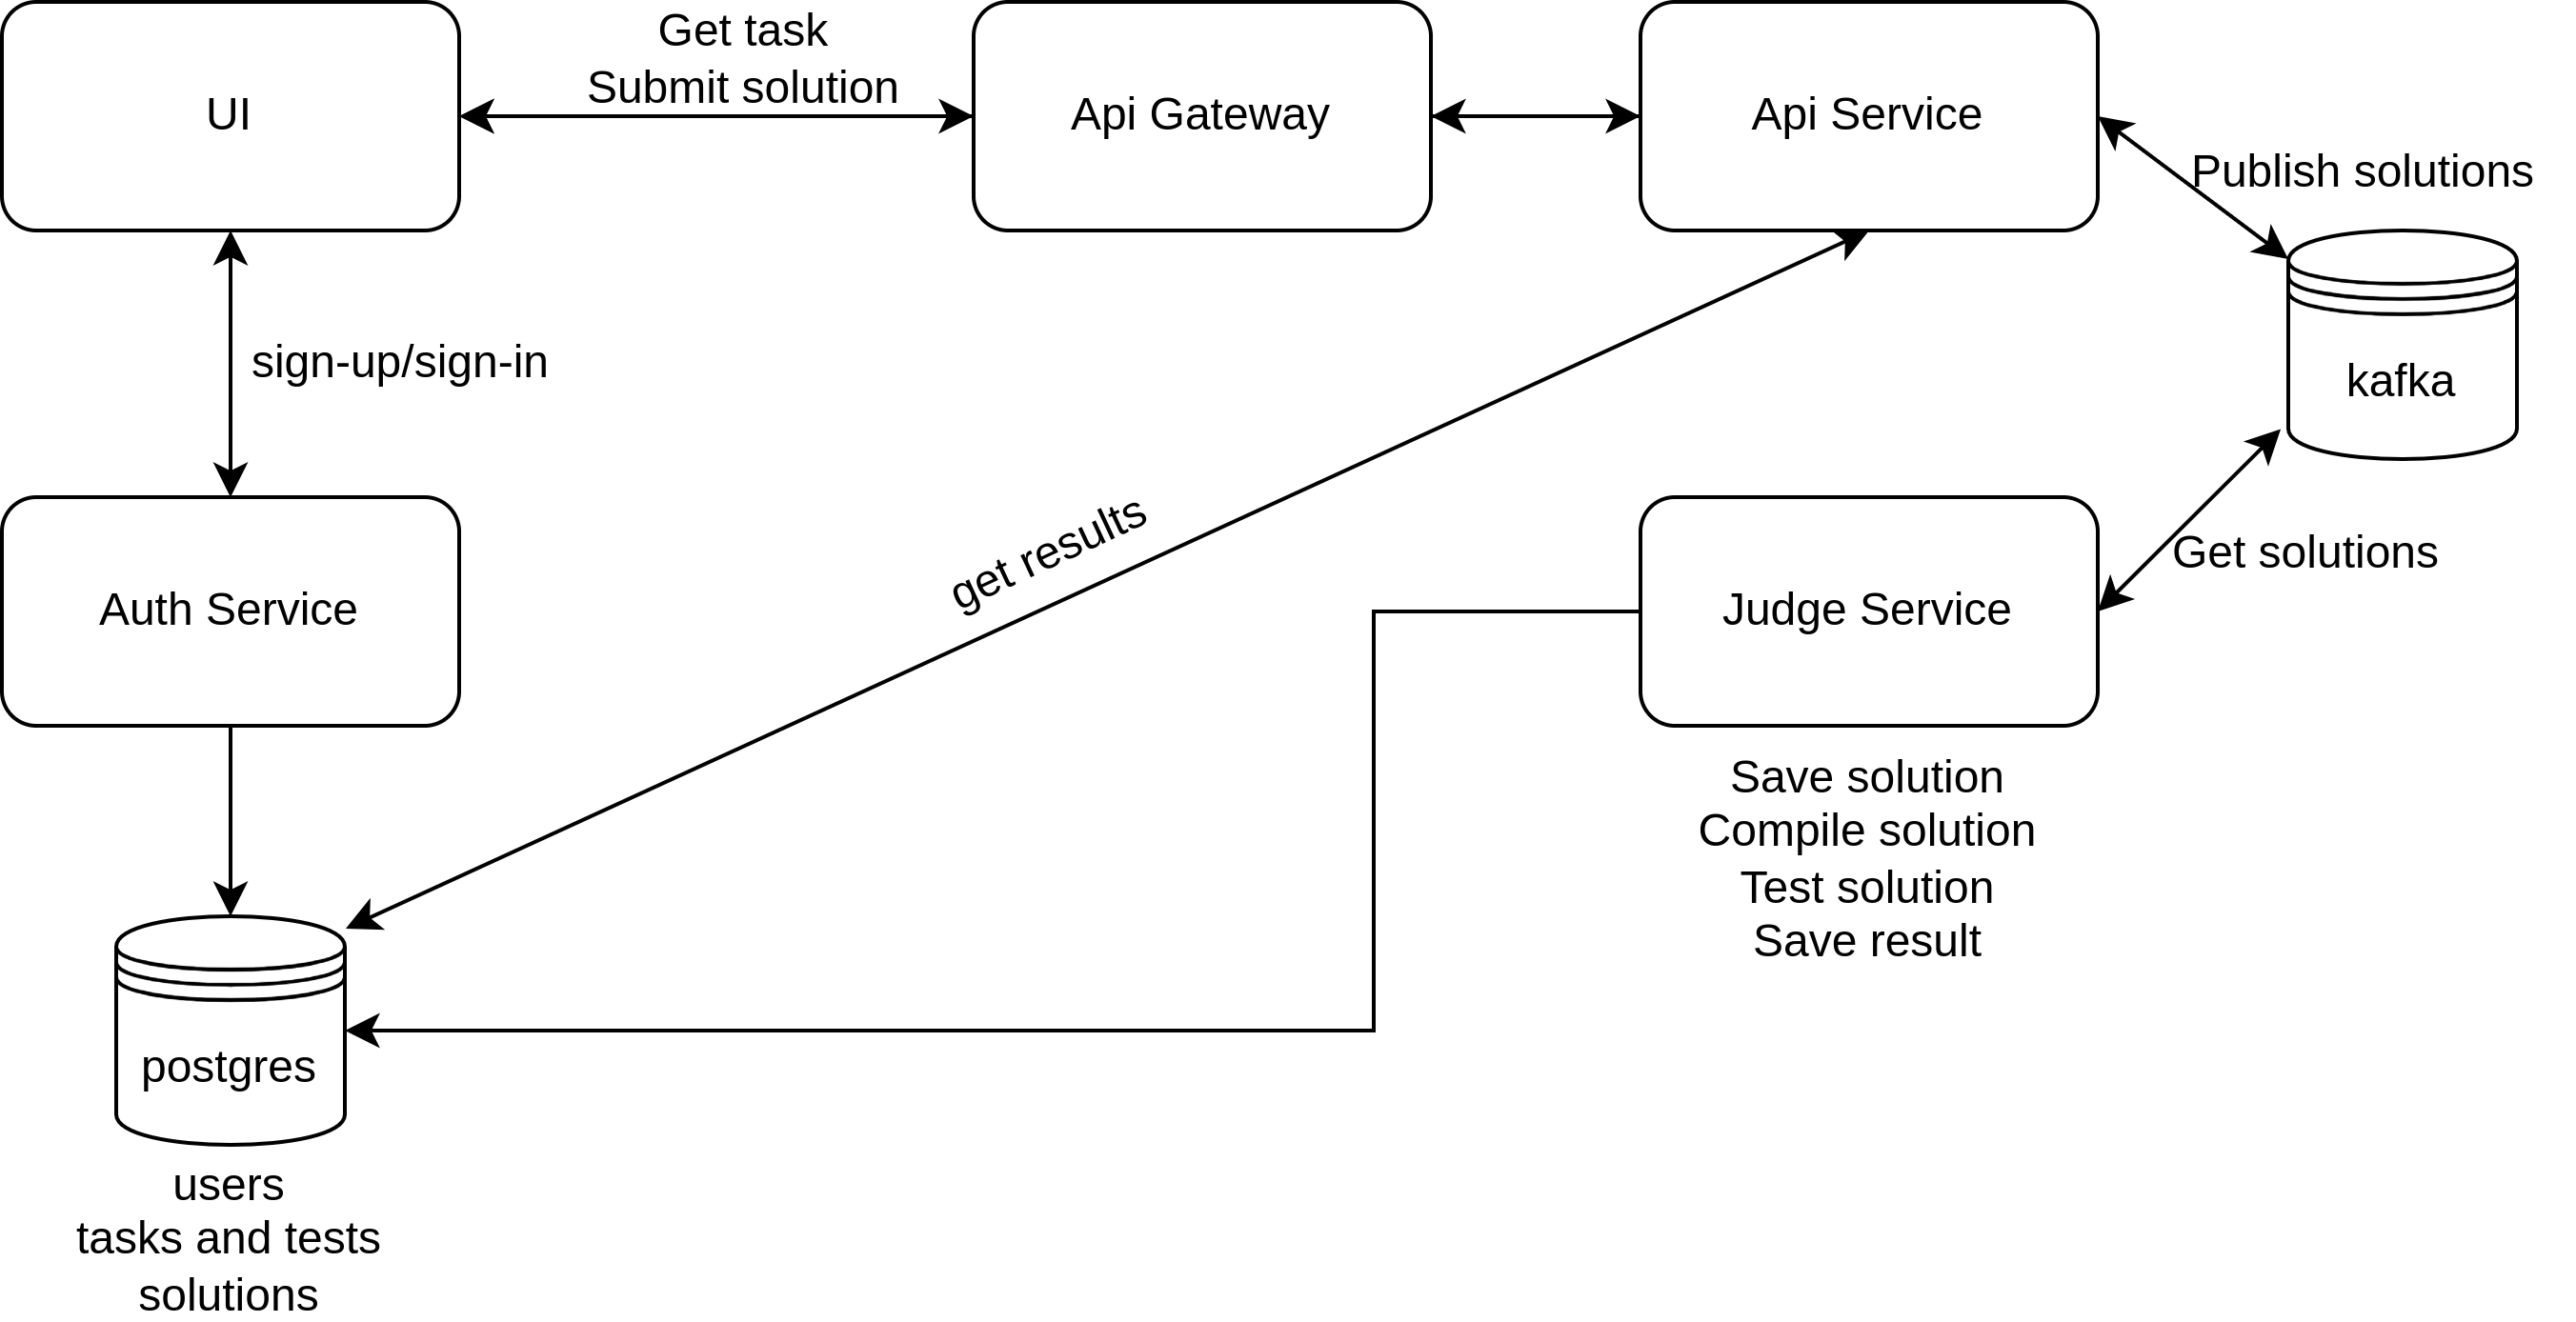 UI
Get task
Submit solution
Api Gateway
Api Service
Publish solutions
kafka
sign-up/sign-in
get results
Get solutions
Auth Service
Judge Service
Save solution
Compile solution
Test solution
Save result
postgres
users
tasks and tests
solutions